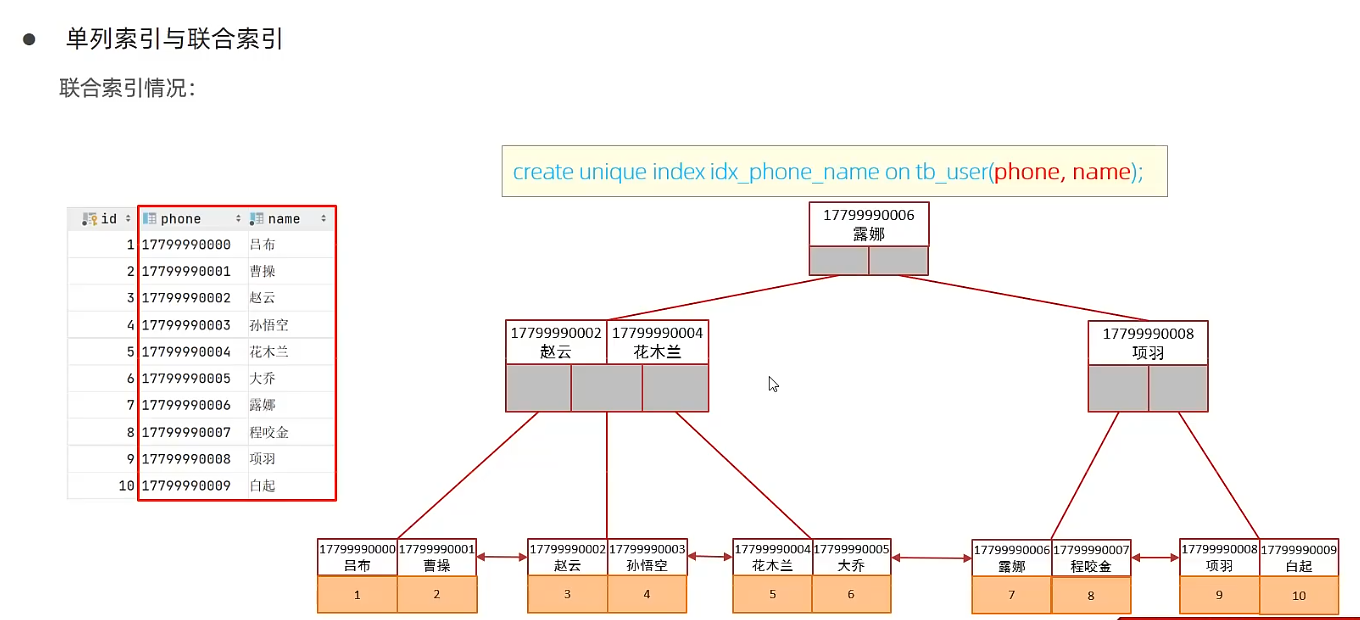 ● 单列索引与联合索引
联合索引情况：
create unique index idx_phone_name on tb_user(phone, name);
id phone name
1 17799990000 吕布
2 17799990001 曹操
3 17799990002 赵云
4 17799990003 孙悟空
5 17799990004 花木兰
6 17799990005 大乔
7 17799990006 露娜
8 17799990007 程咬金
9 17799990008 项羽
10 17799990009 白起
17799990006
露娜
17799990002 17799990004
赵云 花木兰
17799990008
项羽
17799990000 17799990001 17799990002 17799990003 17799990004 17799990005 17799990006 17799990007 17799990008 17799990009
吕布 曹操 赵云 孙悟空 花木兰 大乔 露娜 程咬金 项羽 白起
1 2 3 4 5 6 7 8 9 10